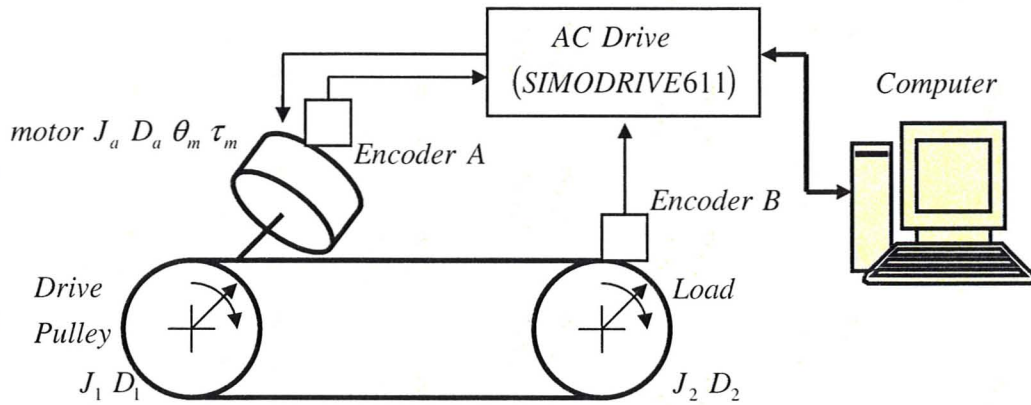 AC Drive
(SIMODRIVE611)
Computer
motor J_a D_a θ_m τ_m
Encoder A
Encoder B
Drive
Pulley
Load
J_1 D_1
J_2 D_2